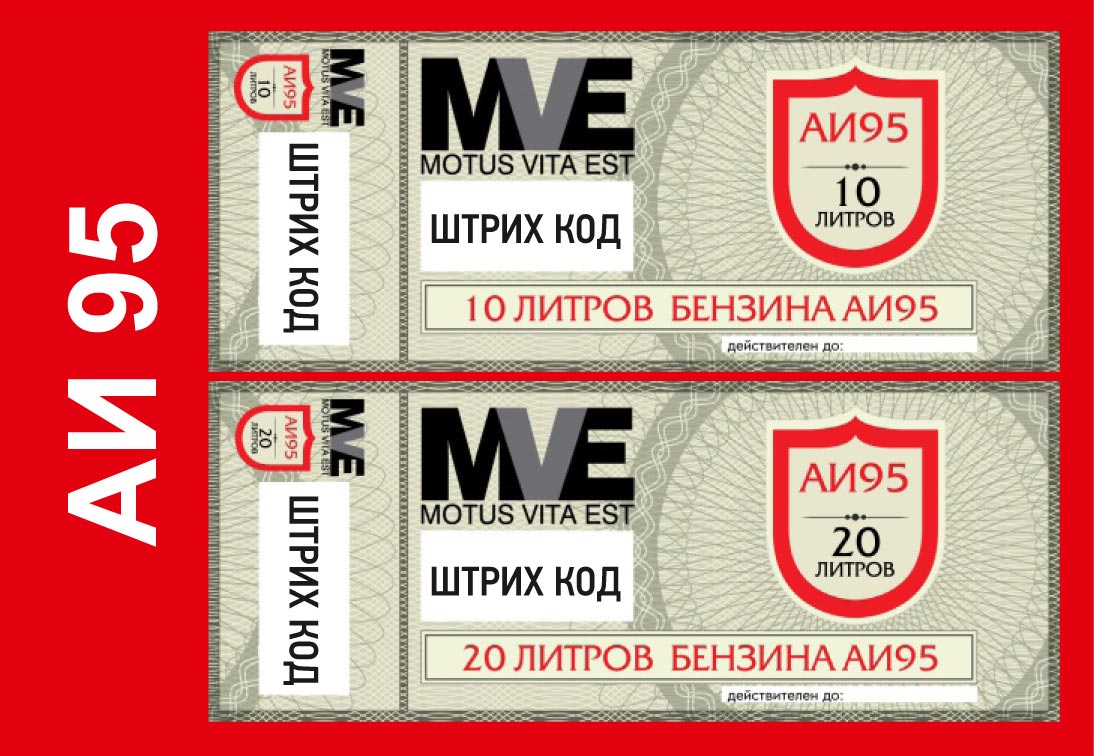 АИ 95
MVE
MOTUS VITA EST
АИ95
10
ЛИТРОВ
ШТРИХ КОД
MVE
MOTUS VITA EST
ШТРИХ КОД
АИ95
10
ЛИТРОВ
10 ЛИТРОВ БЕНЗИНА АИ95
действителен до:
MVE
MOTUS VITA EST
АИ95
20
ЛИТРОВ
ШТРИХ КОД
MVE
MOTUS VITA EST
ШТРИХ КОД
АИ95
20
ЛИТРОВ
20 ЛИТРОВ БЕНЗИНА АИ95
действителен до: